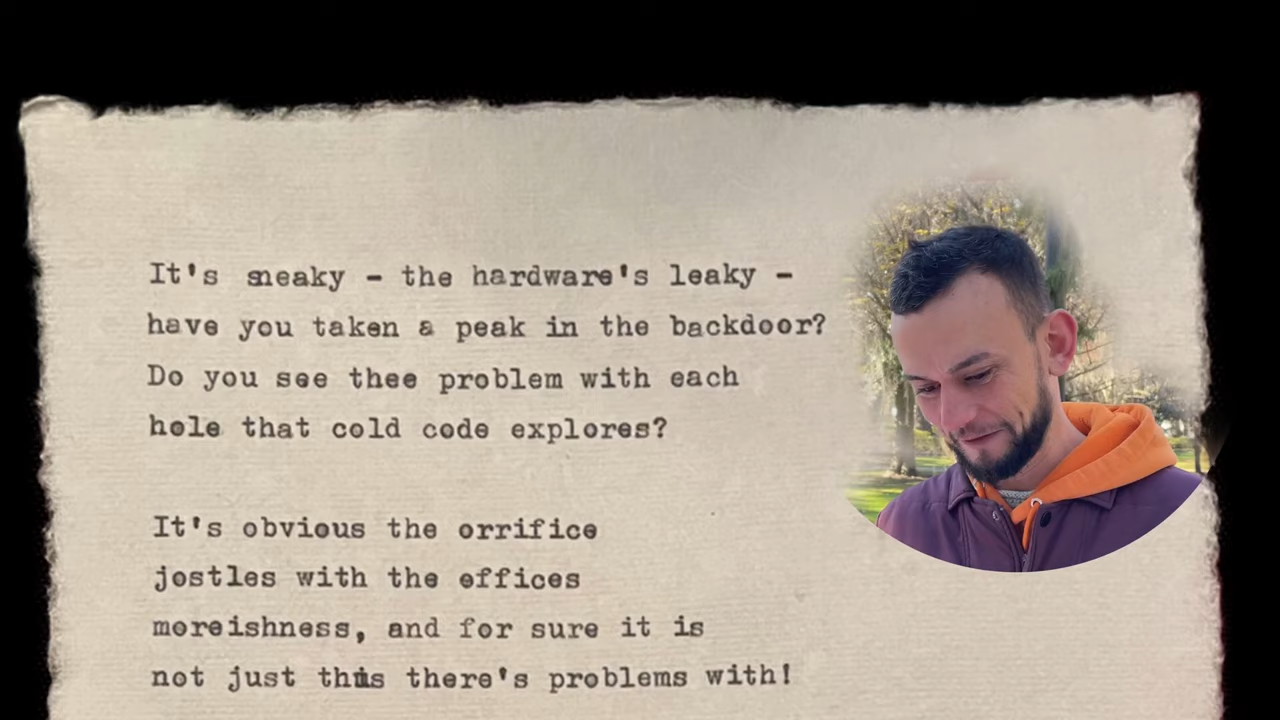 It's sneaky - the hardware's leaky -
have you taken a peak in the backdoor?
Do you see thee problem with each
hole that cold code explores?
It's obvious the orrifice
jostles with the offices
moreishness, and for sure it is
not just this there's problems with!